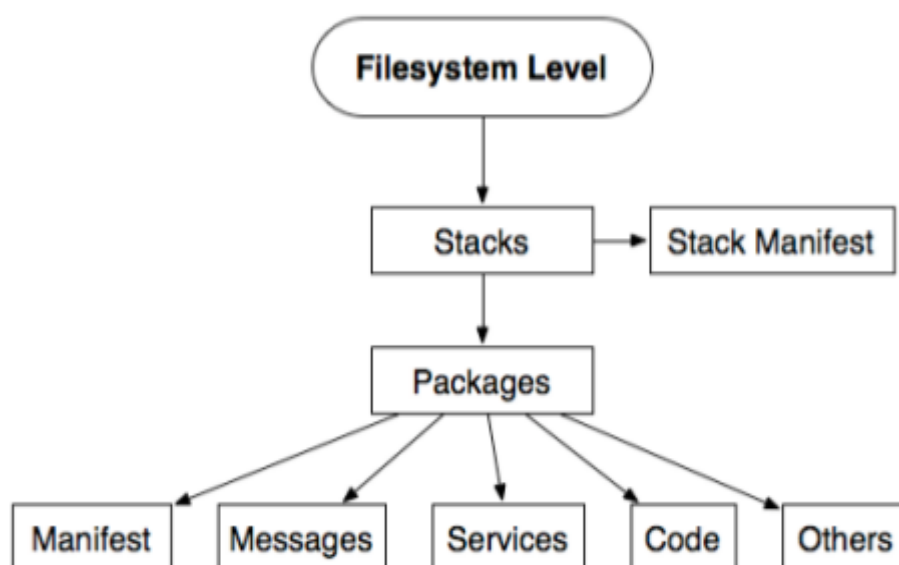 Filesystem Level
Stacks
Stack Manifest
Packages
Manifest
Messages
Services
Code
Others